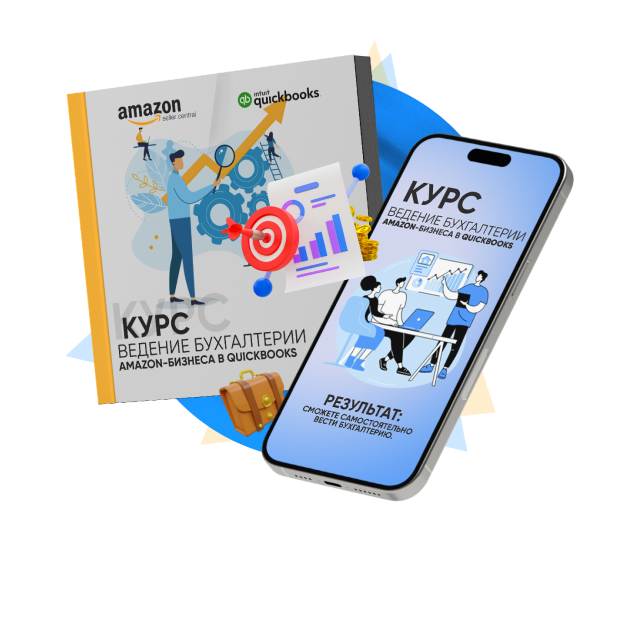 amazon
seller central
intuit
quickbooks
КУРС
КУРС
ВЕДЕНИЕ БУХГАЛТЕРИИ
AMAZON-БИЗНЕСА В QUICKBOOKS
КУРС
ВЕДЕНИЕ БУХГАЛТЕРИИ
AMAZON-БИЗНЕСА В QUICKBOOKS
РЕЗУЛЬТАТ:
СМОЖЕТЕ САМОСТОЯТЕЛЬНО
ВЕСТИ БУХГАЛТЕРИЮ.